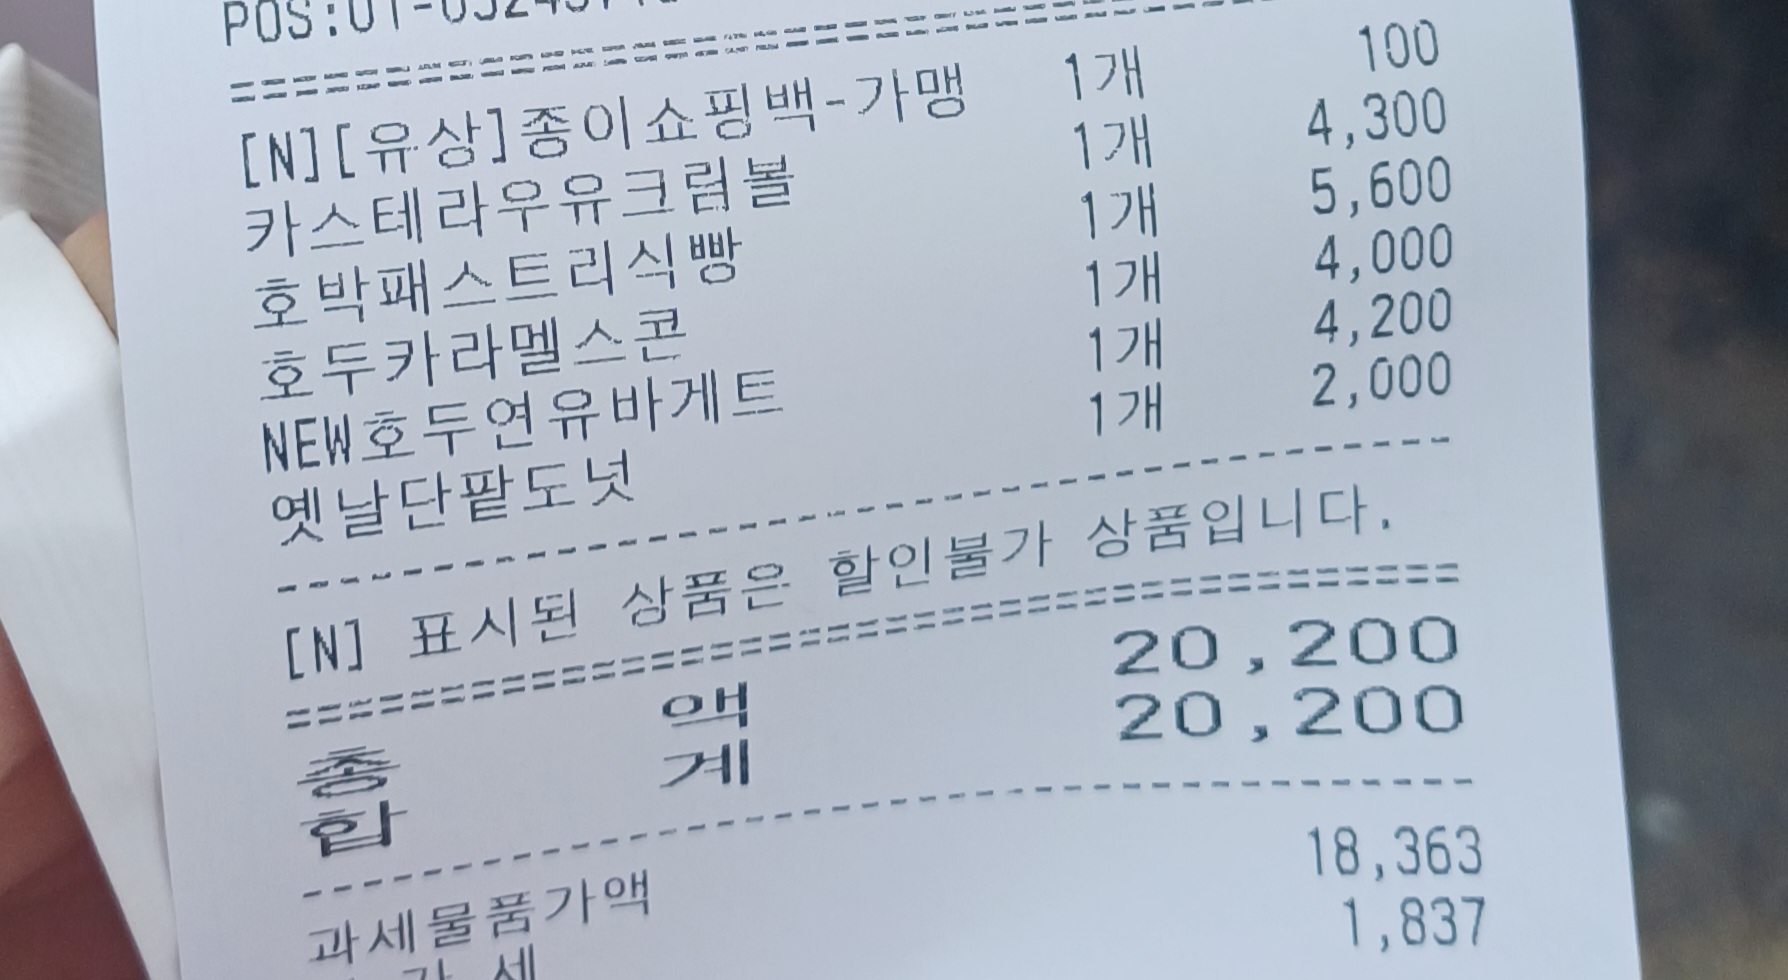 [N][유상]종이쇼핑백-가맹 1개 100
카스테라우유크림볼 1개 4,300
호박패스트리식빵 1개 5,600
호두카라멜스콘 1개 4,000
NEW호두연유바게트 1개 4,200
옛날단팥도넛 1개 2,000
[N] 표시된 상품은 할인불가 상품입니다.
총 액 20,200
합 계 20,200
과세물품가액 18,363
1,837